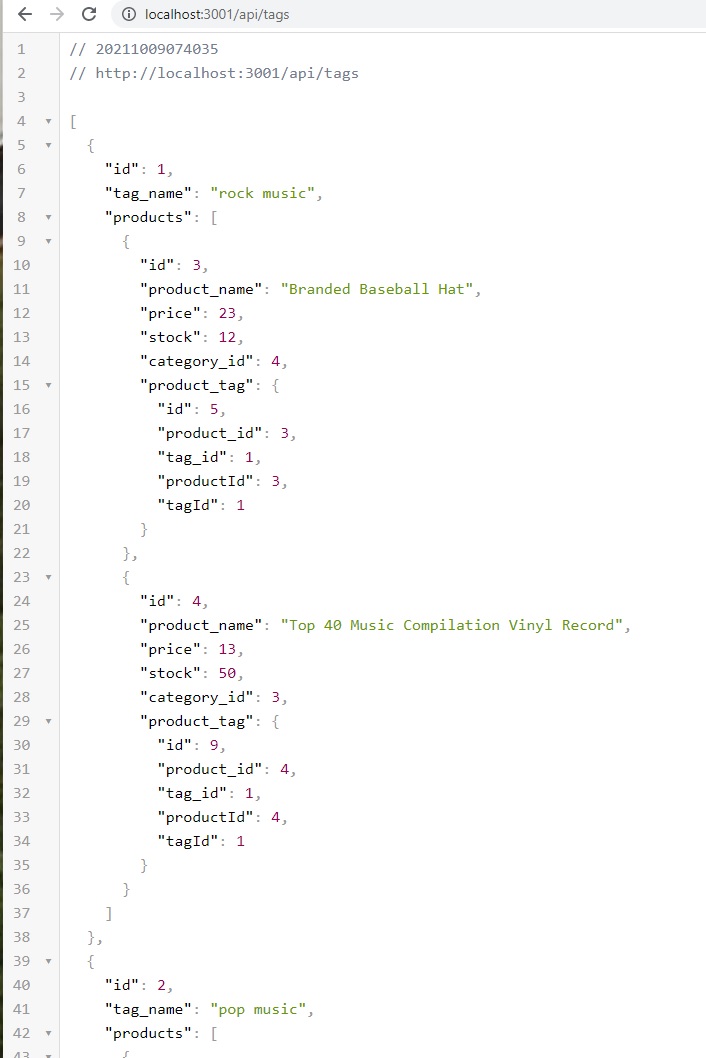 localhost:3001/api/tags
1 // 20211009074035
2 // http://localhost:3001/api/tags
3
4 [
5 {
6 "id": 1,
7 "tag_name": "rock music",
8 "products": [
9 {
10 "id": 3,
11 "product_name": "Branded Baseball Hat",
12 "price": 23,
13 "stock": 12,
14 "category_id": 4,
15 "product_tag": {
16 "id": 5,
17 "product_id": 3,
18 "tag_id": 1,
19 "productId": 3,
20 "tagId": 1
21 }
22 },
23 {
24 "id": 4,
25 "product_name": "Top 40 Music Compilation Vinyl Record",
26 "price": 13,
27 "stock": 50,
28 "category_id": 3,
29 "product_tag": {
30 "id": 9,
31 "product_id": 4,
32 "tag_id": 1,
33 "productId": 4,
34 "tagId": 1
35 }
36 }
37 ]
38 },
39 {
40 "id": 2,
41 "tag_name": "pop music",
42 "products": [
43 {